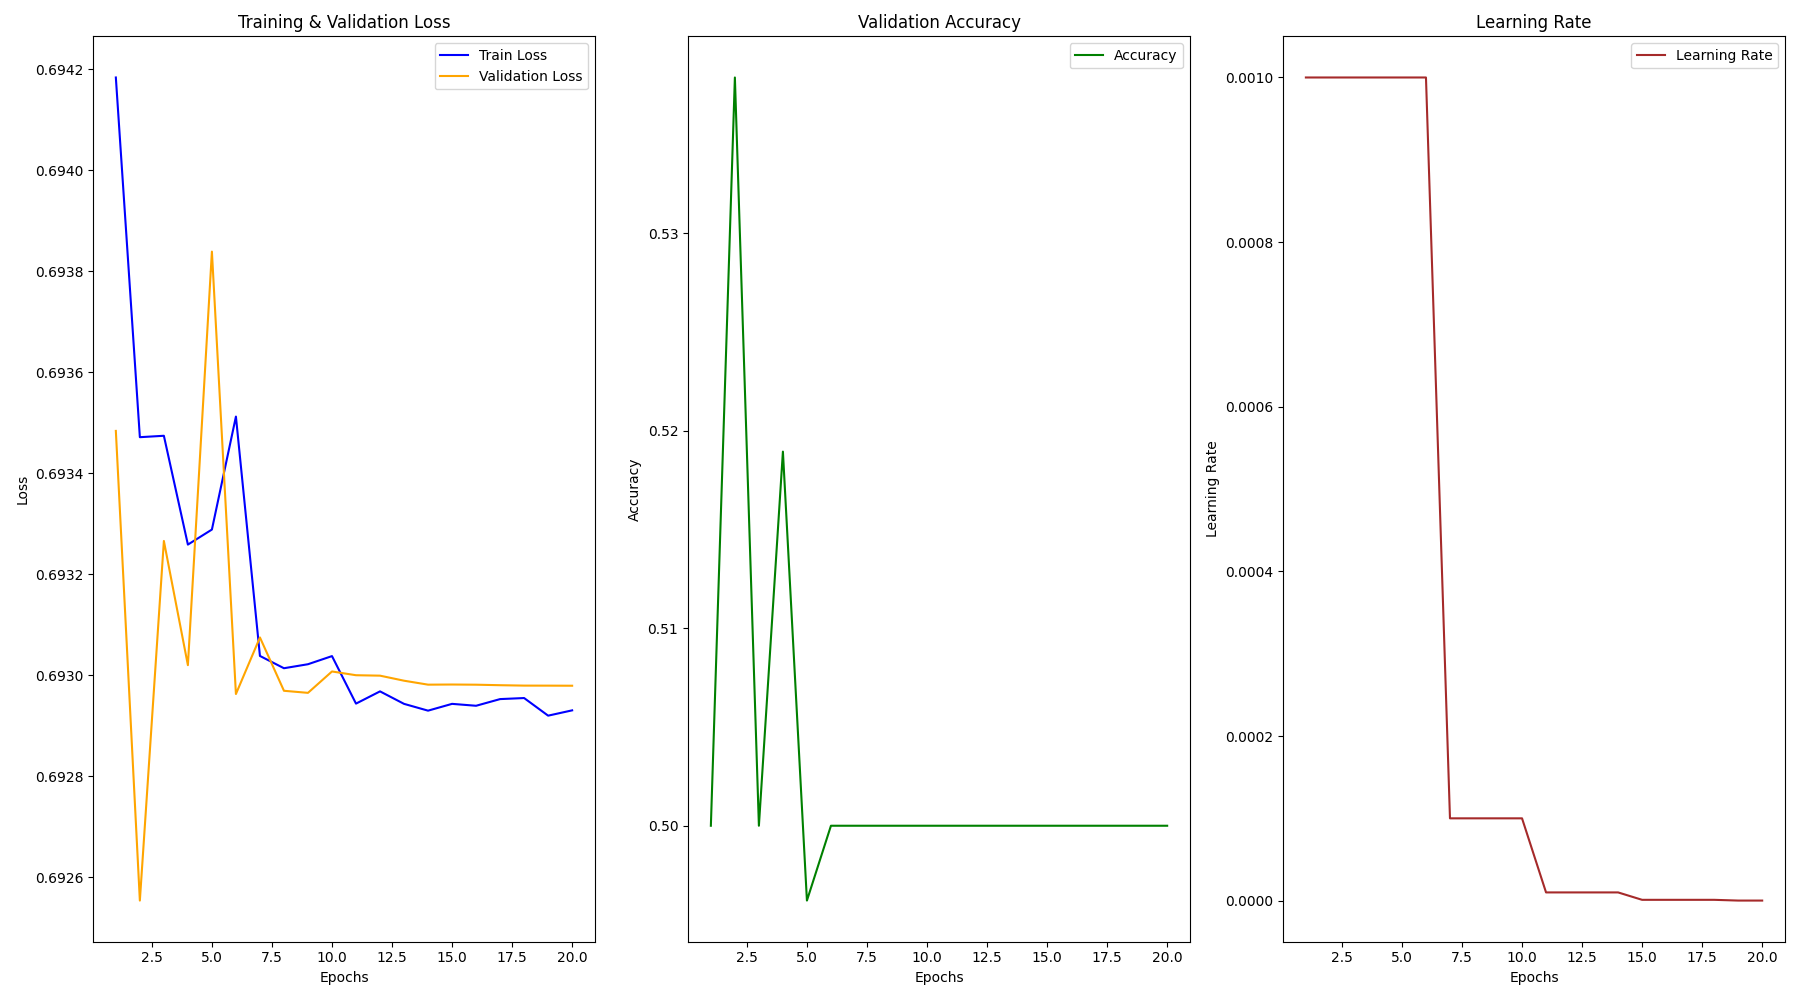 Training & Validation Loss
Train Loss
Validation Loss
0.6942
0.6940
0.6938
0.6936
0.6934
0.6932
0.6930
0.6928
0.6926
Loss
2.5 5.0 7.5 10.0 12.5 15.0 17.5 20.0
Epochs
Validation Accuracy
Accuracy
0.53
0.52
0.51
0.50
Accuracy
2.5 5.0 7.5 10.0 12.5 15.0 17.5 20.0
Epochs
Learning Rate
Learning Rate
0.0010
0.0008
0.0006
0.0004
0.0002
0.0000
Learning Rate
2.5 5.0 7.5 10.0 12.5 15.0 17.5 20.0
Epochs